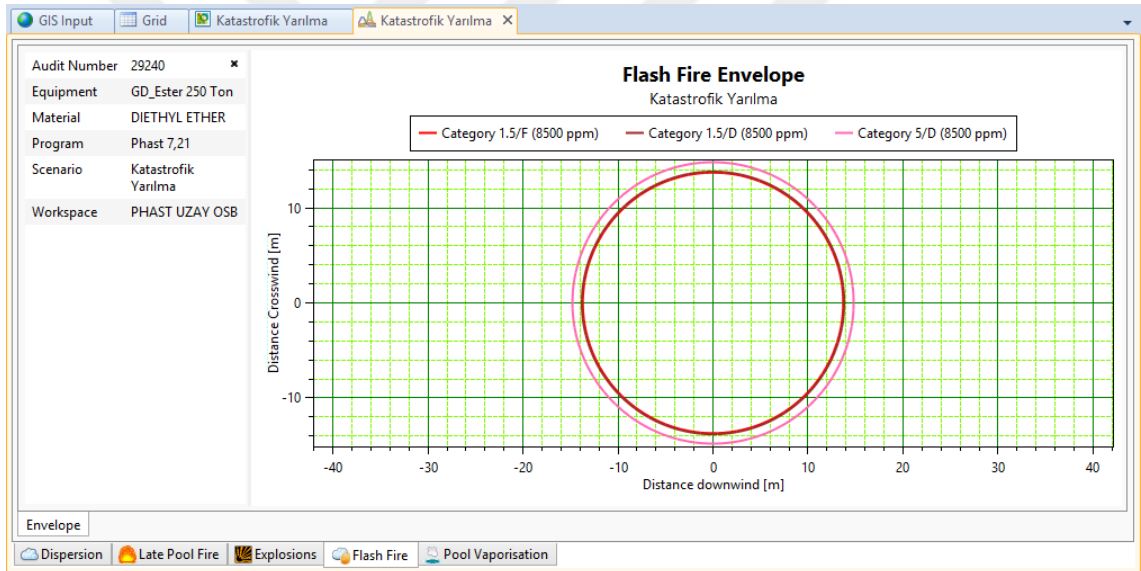 GIS Input
Grid
Katastrofik Yarılma
Katastrofik Yarılma
Audit Number 29240
Equipment GD_Ester 250 Ton
Material DIETHYL ETHER
Program Phast 7,21
Scenario Katastrofik
Yarılma
Workspace PHAST UZAY OSB
Flash Fire Envelope
Katastrofik Yarılma
Category 1.5/F (8500 ppm) Category 1.5/D (8500 ppm) Category 5/D (8500 ppm)
Distance Crosswind [m]
10
0
-10
-40 -30 -20 -10 0 10 20 30 40
Distance downwind [m]
Envelope
Dispersion Late Pool Fire Explosions Flash Fire Pool Vaporisation